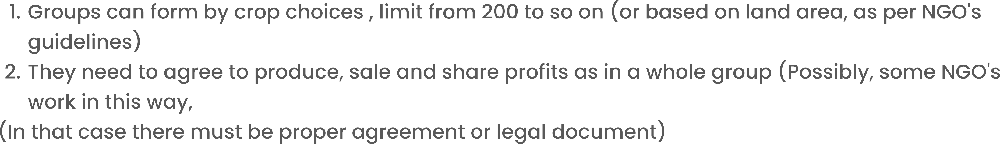 1. Groups can form by crop choices , limit from 200 to so on (or based on land area, as per NGO's
guidelines)
2. They need to agree to produce, sale and share profits as in a whole group (Possibly, some NGO's
work in this way,
(In that case there must be proper agreement or legal document)